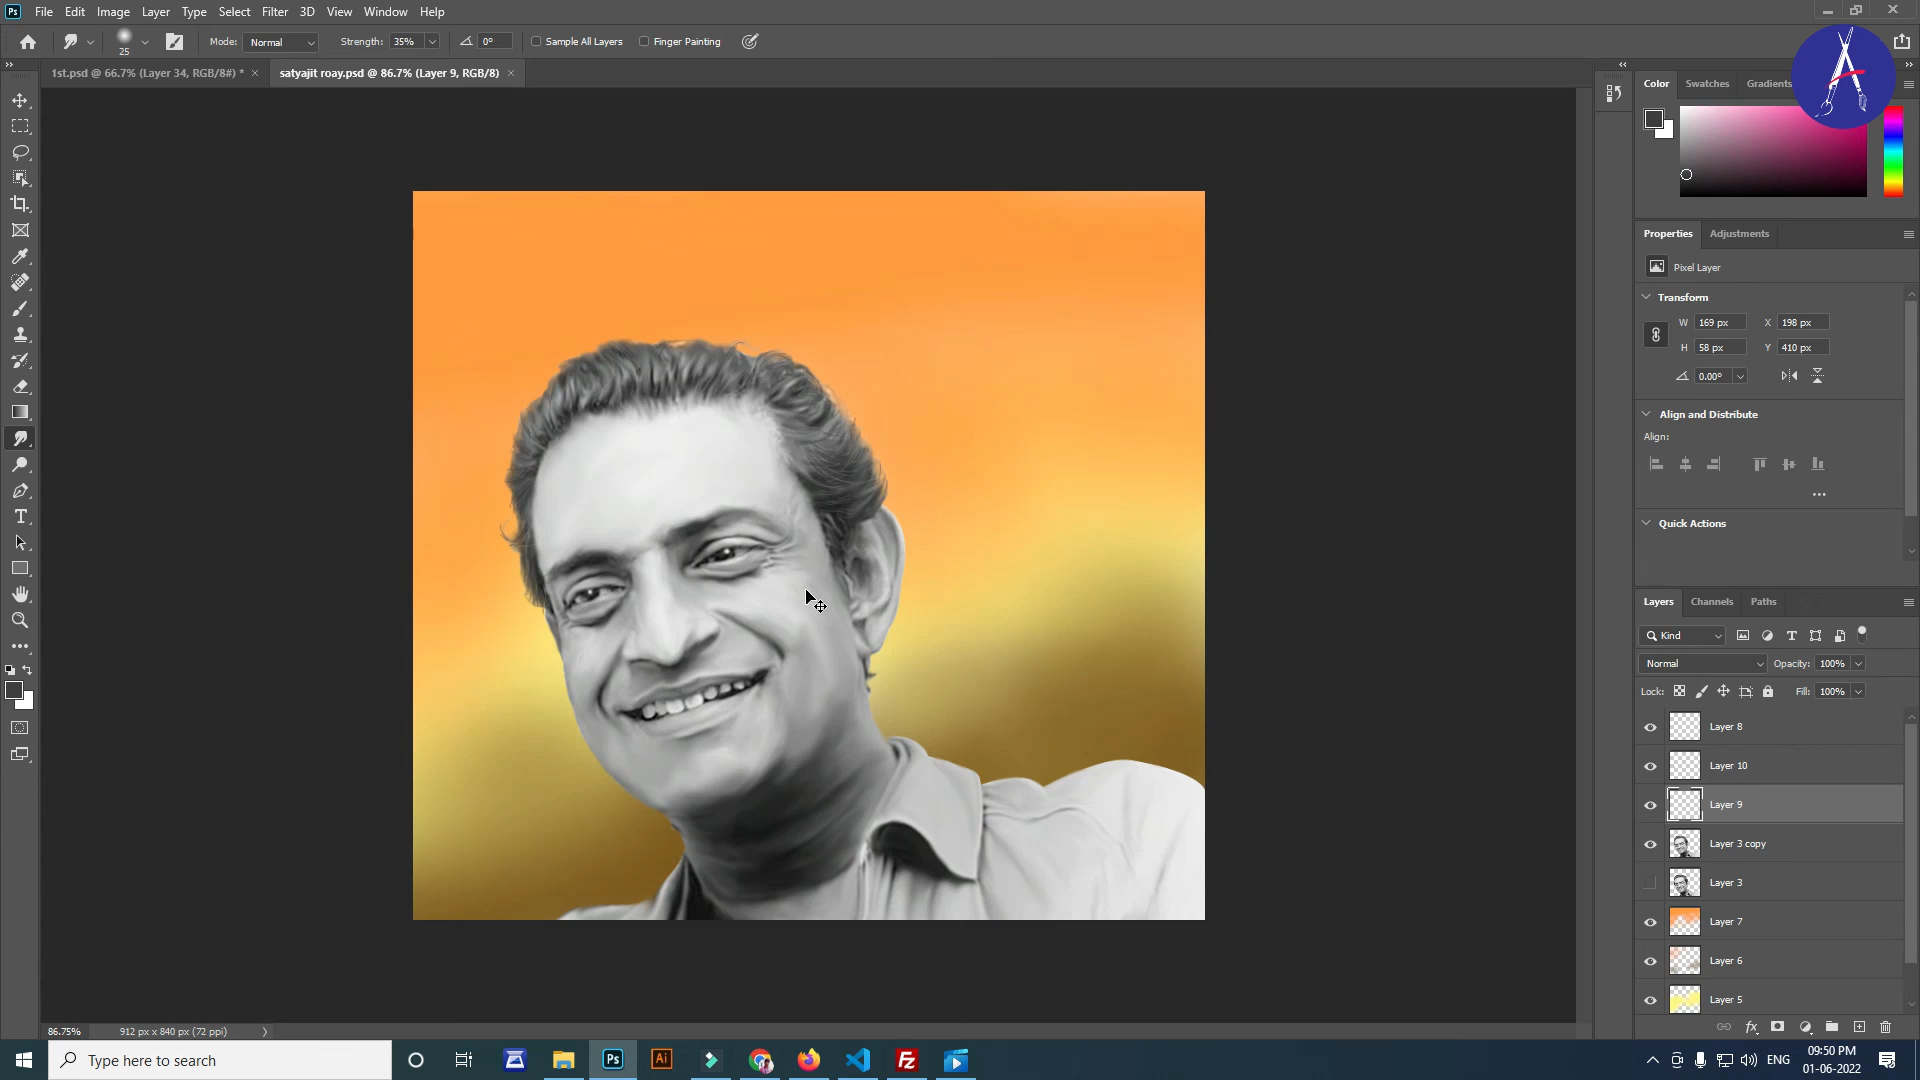 Ps File Edit Image Layer Type Select Filter 3D View Window Help
25 Mode: Normal Strength: 35% 0° Sample All Layers Finger Painting
1st.psd @ 66.7% (Layer 34, RGB/8#) * × satyajit roay.psd @ 86.7% (Layer 9, RGB/8) ×
Color Swatches Gradients
Properties Adjustments
Pixel Layer
Transform
W 169 px X 198 px
H 58 px Y 410 px
0.00°
Align and Distribute
Align:
Quick Actions
Layers Channels Paths
Kind
Normal Opacity: 100%
Lock: Fill: 100%
Layer 8
Layer 10
Layer 9
Layer 3 copy
Layer 3
Layer 7
Layer 6
Layer 5
86.75% 912 px x 840 px (72 ppi)
Type here to search
Ps Ai Fz
ENG 09:50 PM
01-06-2022